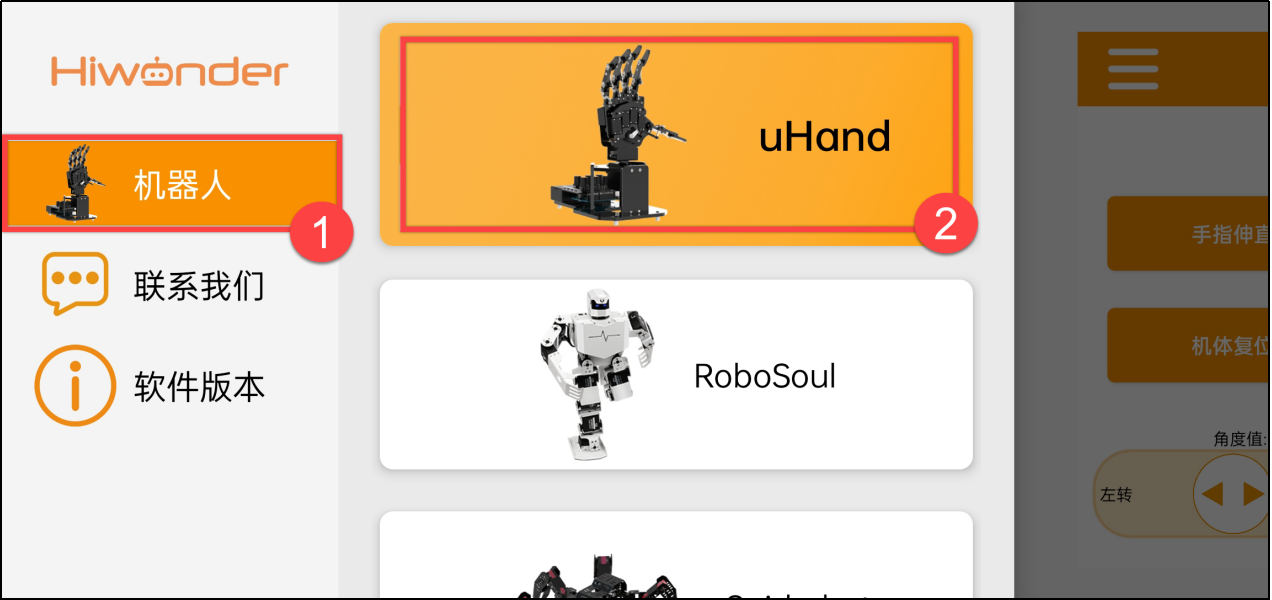 Hiwonder
机器人
1
联系我们
软件版本
uHand
2
RoboSoul
手指伸直
机体复位
角度值:
左转